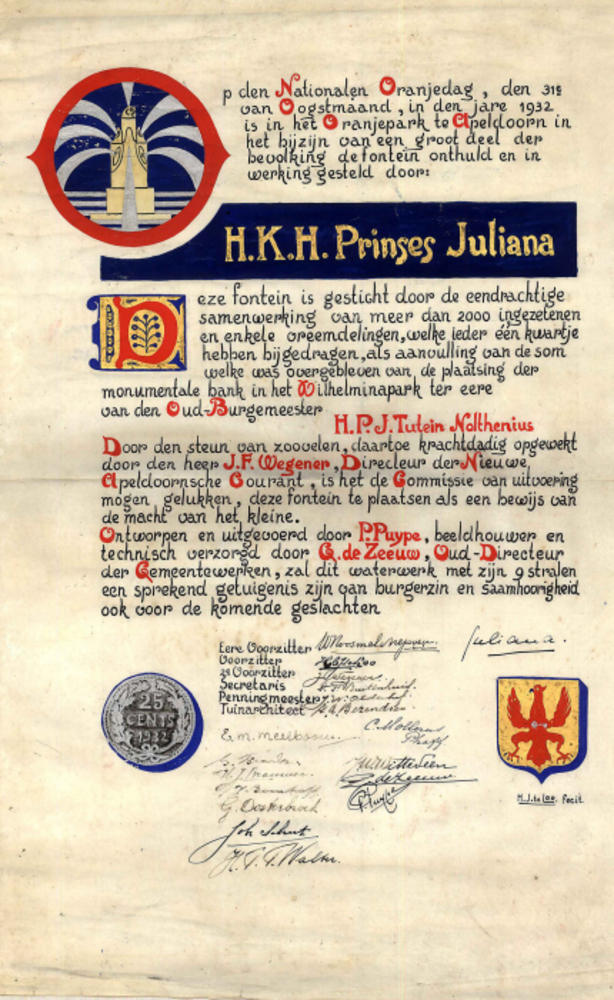 p den Nationalen Oranjedag, den 31e
van Oogstmaand, in den jare 1932
is in het Oranjepark te Apeldoorn in
het bijzijn van een groot deel der
bevolking de fontein onthuld en in
werking gesteld door:
H.K.H. Prinses Juliana
Deze fontein is gesticht door de eendrachtige
samenwerking van meer dan 2000 ingezetenen
en enkele vreemdelingen, welke ieder één kwartje
hebben bijgedragen, als aanvulling van de som
welke was overgebleven van de plaatsing der
monumentale bank in het Wilhelminapark ter eere
van den Oud-Burgemeester
H.P.J. Tutein Nolthenius
Door den steun van zoovelen, daartoe krachtdadig opgewekt
door den heer J.F. Wegener, Directeur der Nieuwe
Apeldoornsche Courant, is het de Commissie van uitvoering
mogen gelukken, deze fontein te plaatsen als een bewijs van
de macht van het kleine.
Ontworpen en uitgevoerd door P. Puype, beeldhouwer en
technisch verzorgd door G. de Zeeuw, Oud-Directeur
der Gemeentewerken, zal dit waterwerk met zijn 9 stralen
een sprekend getuigenis zijn van burgerzin en saamhoorigheid
ook voor de komende geslachten
Eere Voorzitter
Juliana.
Voorzitter
2e Voorzitter
Secretaris
Penningmeester
Tuinarchitect
25
CENTS
1932
G. de Zeeuw
P. Puype
G. Oosterbroek
H.J. te Loo. Fecit.
Joh Schut